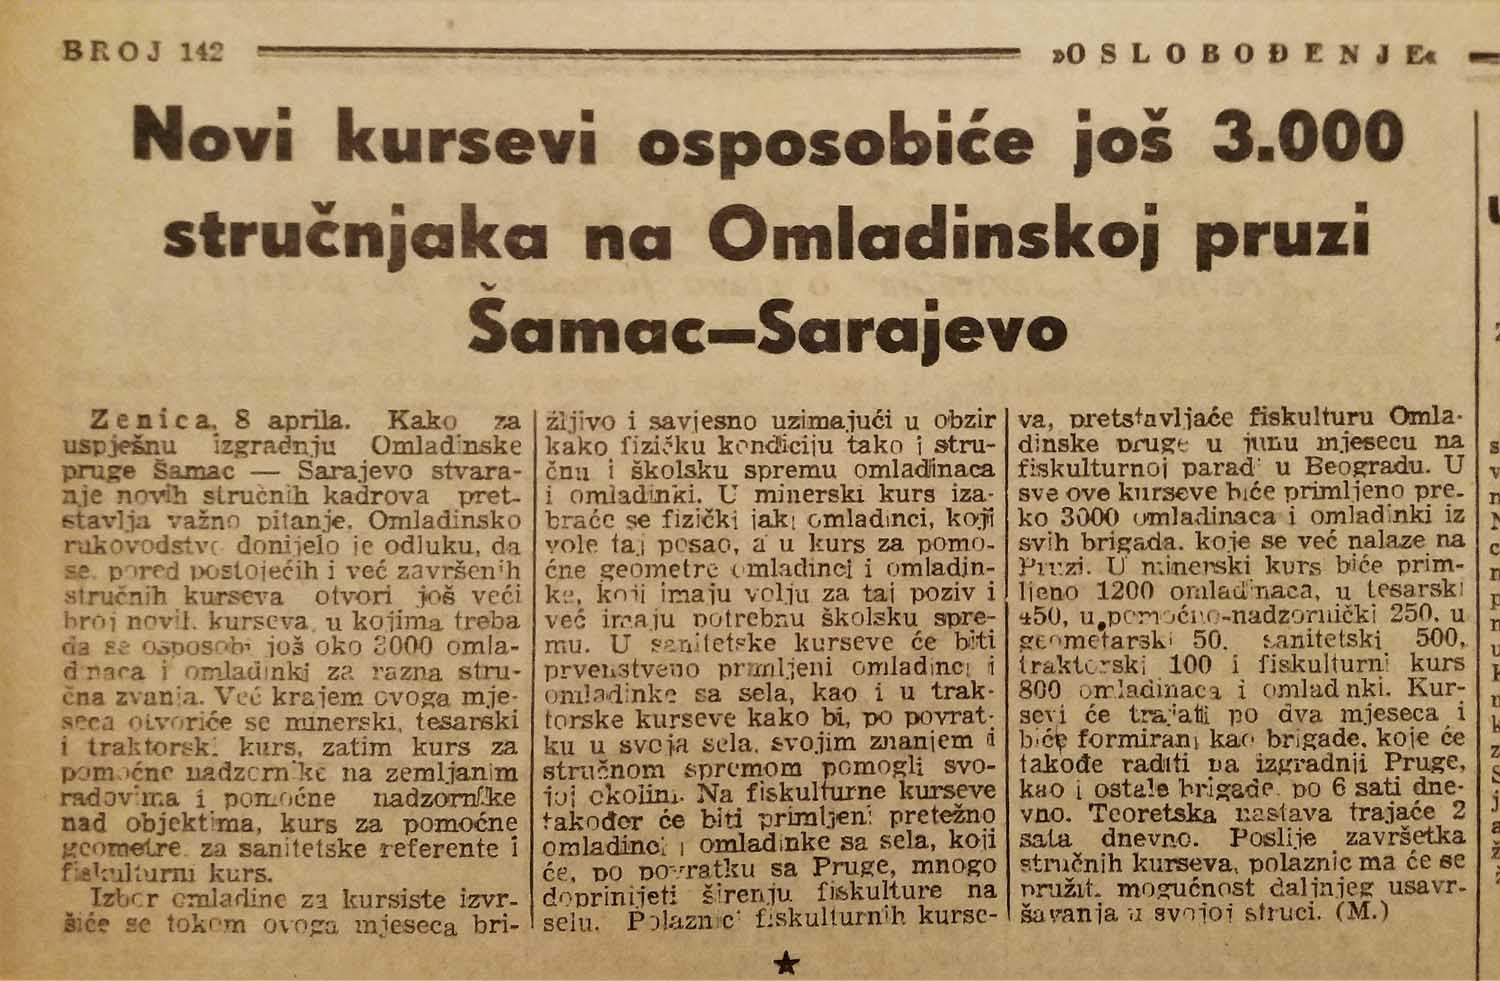 BROJ 142
»OSLOBOĐENJE«
Novi kursevi osposobiće još 3.000
stručnjaka na Omladinskoj pruzi
Šamac—Sarajevo
Zenica, 8 aprila. Kako za
uspješnu izgradnju Omladinske
pruge Šamac — Sarajevo stvara-
nje novih stručnih kadrova pret-
stavlja važno pitanje. Omladinsko
rukovodstvo donijelo je odluku, da
se, pored postojećih i već završenih
stručnih kurseva otvori još veći
broj novih kurseva u kojima treba
da se osposobi još oko 3000 omla-
dinaca i omladinki za razna stru-
čna zvanja. Već krajem ovoga mje-
seca otvoriće se minerski, tesarski
i traktorski kurs, zatim kurs za
pomoćne nadzornike na zemljanim
radovima i pomoćne nadzornike
nad objektima, kurs za pomoćne
geometre, za sanitetske referente i
fiskulturni kurs.
Izbor omladine za kursiste izvr-
šiće se tokom ovoga mjeseca bri-
žljivo i savjesno uzimajući u obzir
kako fizičku kondiciju tako i stru-
čnu i školsku spremu omladinaca
i omladinki. U minerski kurs iza-
braće se fizički jaki omladinci, koji
vole taj posao, a u kurs za pomo-
ćne geometre omladinci i omladin-
ke, koji imaju volju za taj poziv i
već imaju potrebnu školsku spre-
mu. U sanitetske kurseve će biti
prvenstveno primljeni omladinci i
omladinke sa sela, kao i u trak-
torske kurseve kako bi, po povrat-
ku u svoja sela, svojim znanjem i
stručnom spremom pomogli svo-
joj okolini. Na fiskulturne kurseve
također će biti primljeni pretežno
omladinci i omladinke sa sela, koji
će, po povratku sa Pruge, mnogo
doprinijeti širenju fiskulture na
selu. Polaznici fiskulturnih kurse-
va, pretstavljaće fiskulturu Omla-
dinske pruge u junu mjesecu na
fiskulturnoj paradi u Beogradu. U
sve ove kurseve biće primljeno pre-
ko 3000 omladinaca i omladinki iz
svih brigada, koje se već nalaze na
Pruzi. U minerski kurs biće prim-
ljeno 1200 omladinaca, u tesarski
450, u pomoćno-nadzornički 250, u
geometarski 50, sanitetski 500,
traktorski 100 i fiskulturni kurs
800 omladinaca i omladinki. Kur-
sevi će trajati po dva mjeseca i
biće formirani kao brigade, koje će
takođe raditi na izgradnji Pruge,
kao i ostale brigade, po 6 sati dne-
vno. Teoretska nastava trajaće 2
sata dnevno. Poslije završetka
stručnih kurseva, polaznicima će se
pružiti mogućnost daljnjeg usavr-
šavanja u svojoj struci. (M.)